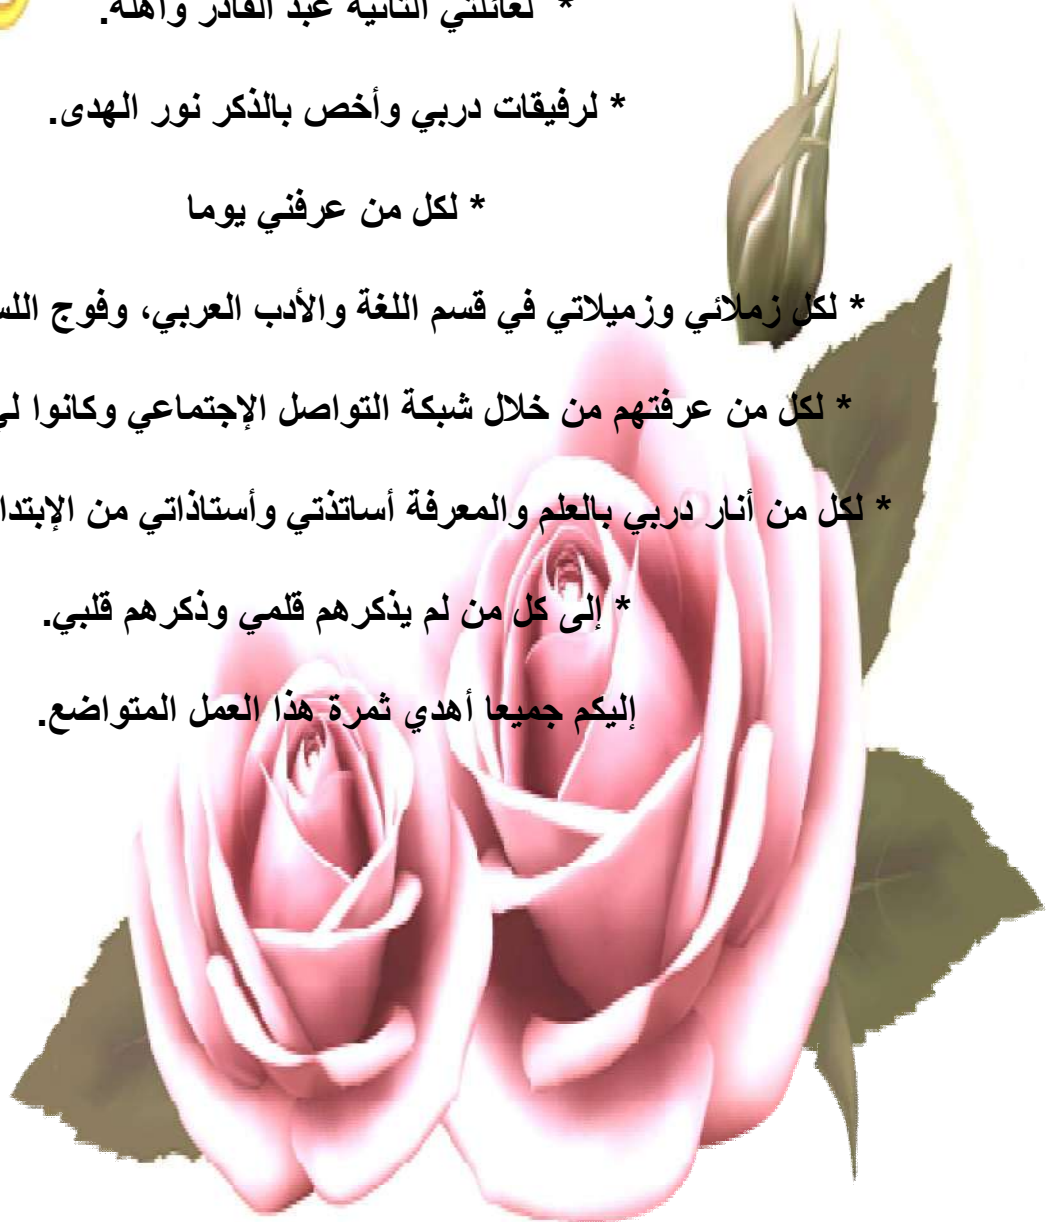 * لعائلتي الثانية عبد القادر وأهله.
* لرفيقات دربي وأخص بالذكر نور الهدى.
* لكل من عرفني يوما
* لكل زملائي وزميلاتي في قسم اللغة والأدب العربي، وفوج
* لكل من عرفتهم من خلال شبكة التواصل الإجتماعي وكانوا
* لكل من أنار دربي بالعلم والمعرفة أساتذتي وأستاذاتي من
* إلى كل من لم يذكرهم قلمي وذكرهم قلبي.
إليكم جميعا أهدي ثمرة هذا العمل المتواضع.